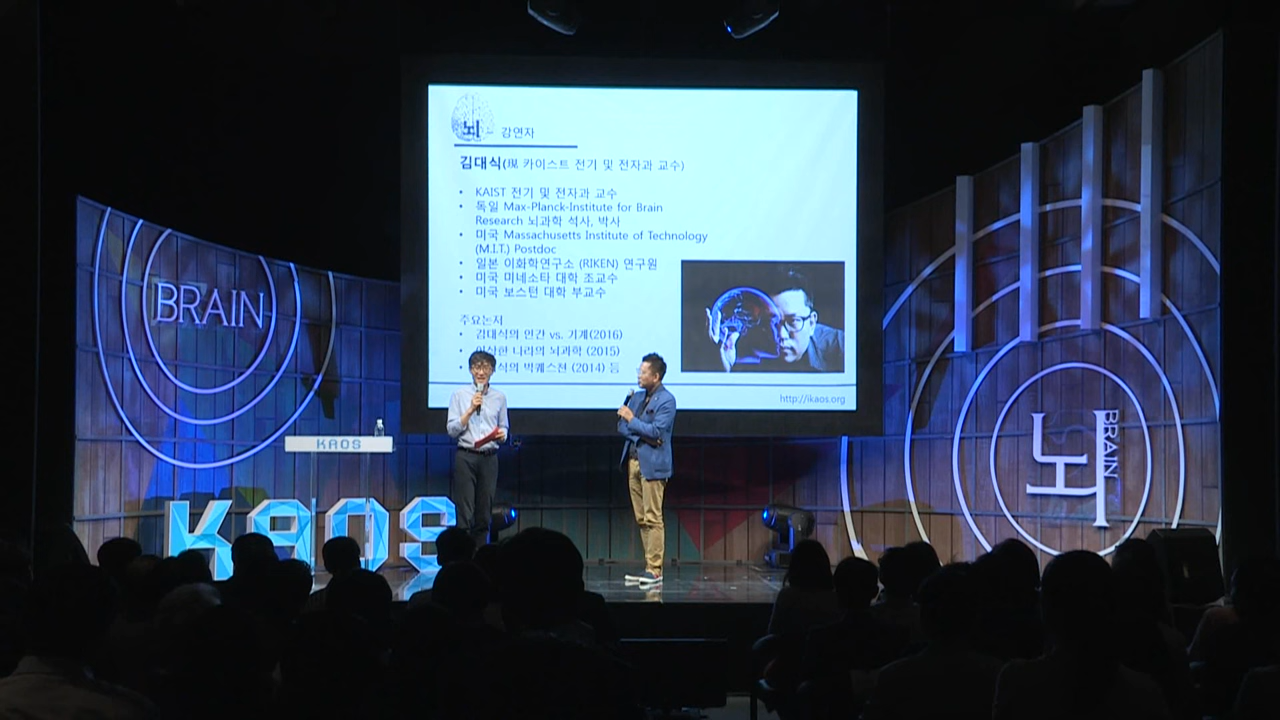 뇌 강연자
김대식(現 카이스트 전기 및 전자과 교수)
• KAIST 전기 및 전자과 교수
• 독일 Max-Planck-Institute for Brain
Research 뇌과학 석사, 박사
• 미국 Massachusetts Institute of Technology
(M.I.T.) Postdoc
• 일본 이화학연구소 (RIKEN) 연구원
• 미국 미네소타 대학 조교수
• 미국 보스턴 대학 부교수
주요논저
• 김대식의 인간 vs. 기계(2016)
• 이상한 나라의 뇌과학 (2015)
• 빅퀘스천 (2014) 등
http://ikaos.org
BRAIN
KAOS
KAOS
뇌
BRAIN